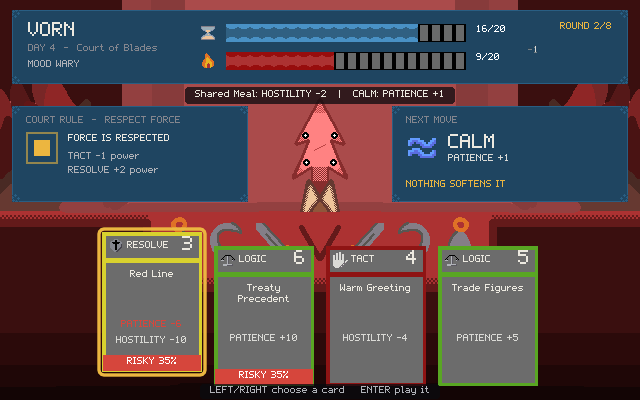 VORN
DAY 4 - Court of Blades
MOOD WARY
16/20
9/20
-1
ROUND 2/8
Shared Meal: HOSTILITY -2 | CALM: PATIENCE +1
COURT RULE - RESPECT FORCE
FORCE IS RESPECTED
TACT -1 power
RESOLVE +2 power
NEXT MOVE
CALM
PATIENCE +1
NOTHING SOFTENS IT
RESOLVE 3
Red Line
HOSTILITY -10
RISKY 35%
LOGIC 6
Treaty
Precedent
PATIENCE +10
RISKY 35%
TACT 4
Warm Greeting
HOSTILITY -4
LOGIC 5
Trade Figures
PATIENCE +5
LEFT/RIGHT choose a card ENTER play it